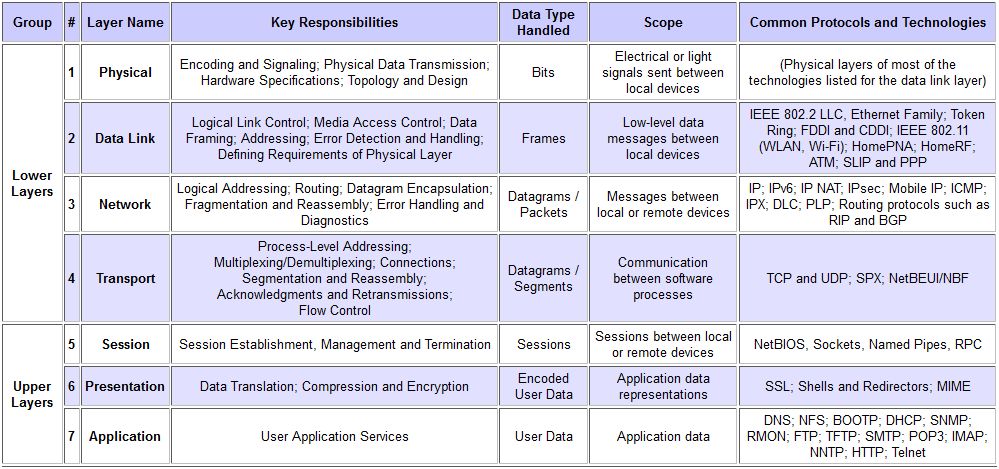 Group
#
Layer Name
Key Responsibilities
Data Type
Handled
Scope
Common Protocols and Technologies
Lower
Layers
1
Physical
Encoding and Signaling; Physical Data Transmission;
Hardware Specifications; Topology and Design
Bits
Electrical or light
signals sent between
local devices
(Physical layers of most of the
technologies listed for the data link layer)
2
Data Link
Logical Link Control; Media Access Control; Data
Framing; Addressing; Error Detection and Handling;
Defining Requirements of Physical Layer
Frames
Low-level data
messages between
local devices
IEEE 802.2 LLC, Ethernet Family; Token
Ring; FDDI and CDDI; IEEE 802.11
(WLAN, Wi-Fi); HomePNA; HomeRF;
ATM; SLIP and PPP
3
Network
Logical Addressing; Routing; Datagram Encapsulation;
Fragmentation and Reassembly; Error Handling and
Diagnostics
Datagrams /
Packets
Messages between
local or remote devices
IP; IPv6; IP NAT; IPsec; Mobile IP; ICMP;
IPX; DLC; PLP; Routing protocols such as
RIP and BGP
4
Transport
Process-Level Addressing;
Multiplexing/Demultiplexing; Connections;
Segmentation and Reassembly;
Acknowledgments and Retransmissions;
Flow Control
Datagrams /
Segments
Communication
between software
processes
TCP and UDP; SPX; NetBEUI/NBF
Upper
Layers
5
Session
Session Establishment, Management and Termination
Sessions
Sessions between local
or remote devices
NetBIOS, Sockets, Named Pipes, RPC
6
Presentation
Data Translation; Compression and Encryption
Encoded
User Data
Application data
representations
SSL; Shells and Redirectors; MIME
7
Application
User Application Services
User Data
Application data
DNS; NFS; BOOTP; DHCP; SNMP;
RMON; FTP; TFTP; SMTP; POP3; IMAP;
NNTP; HTTP; Telnet